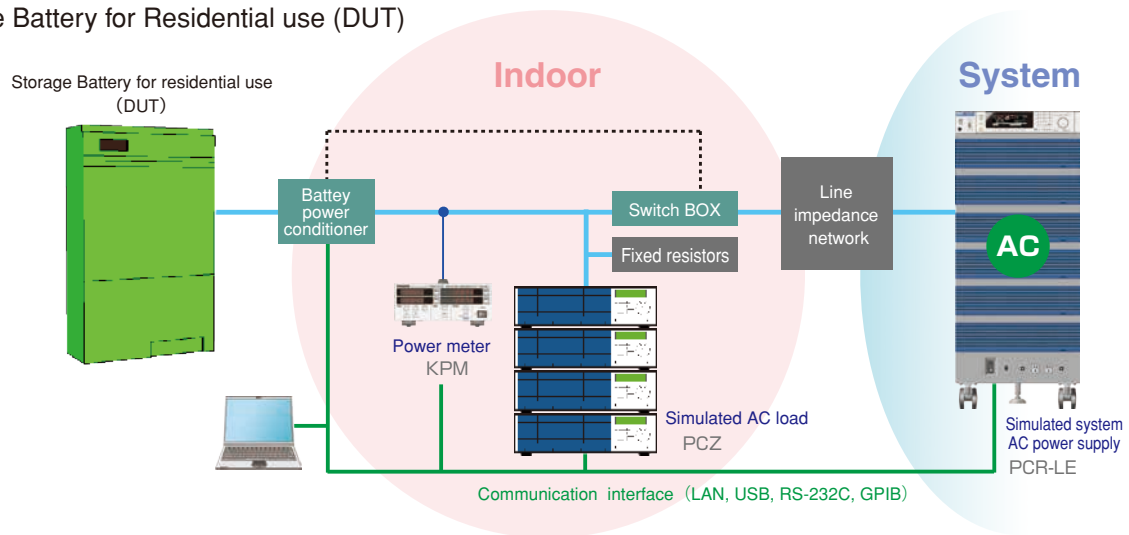 e Battery for Residential use (DUT)
Storage Battery for residential use
（DUT）
Indoor
System
Battey
power
conditioner
Switch BOX
Fixed resistors
Line
impedance
network
AC
Power meter
KPM
Simulated AC load
PCZ
Simulated system
AC power supply
PCR-LE
Communication interface（LAN, USB, RS-232C, GPIB）